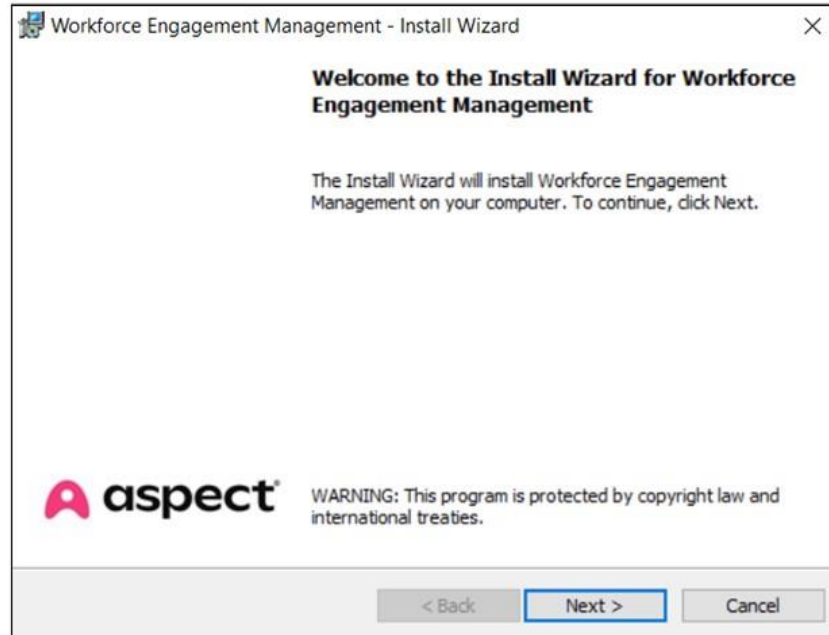 Workforce Engagement Management - Install Wizard
Welcome to the Install Wizard for Workforce
Engagement Management
The Install Wizard will install Workforce Engagement
Management on your computer. To continue, click Next.
aspect
WARNING: This program is protected by copyright law and
international treaties.
< Back
Next >
Cancel